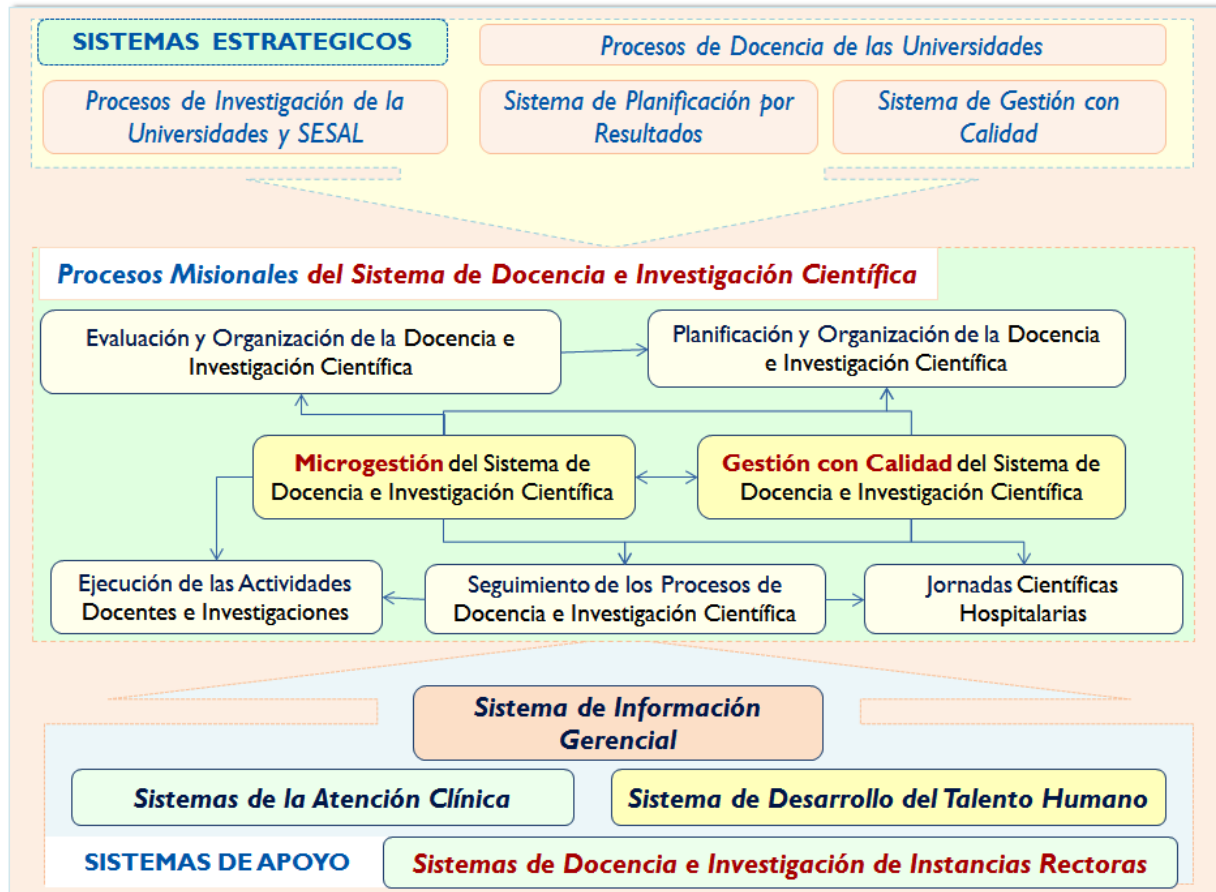 SISTEMAS ESTRATEGICOS
Procesos de Docencia de las Universidades
Procesos de Investigación de la
Universidades y SESAL
Sistema de Planificación por
Resultados
Sistema de Gestión con
Calidad
Procesos Misionales del Sistema de Docencia e Investigación Científica
Evaluación y Organización de la Docencia e
Investigación Científica
Planificación y Organización de la Docencia
e Investigación Científica
Microgestión del Sistema de
Docencia e Investigación Científica
Gestión con Calidad del Sistema de
Docencia e Investigación Científica
Ejecución de las Actividades
Docentes e Investigaciones
Seguimiento de los Procesos de
Docencia e Investigación Científica
Jornadas Científicas
Hospitalarias
Sistema de Información
Gerencial
Sistemas de la Atención Clínica
Sistema de Desarrollo del Talento Humano
SISTEMAS DE APOYO
Sistemas de Docencia e Investigación de Instancias Rectoras